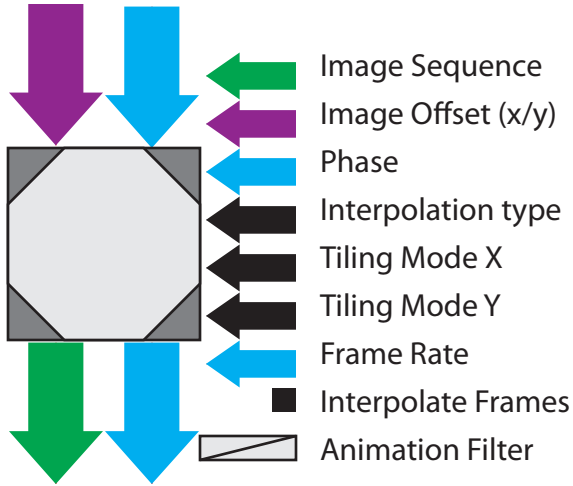 Image Sequence
Image Offset (x/y)
Phase
Interpolation type
Tiling Mode X
Tiling Mode Y
Frame Rate
Interpolate Frames
Animation Filter